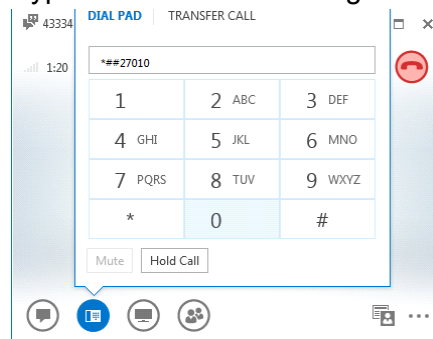 43334
DIAL PAD TRANSFER CALL
1:20
*##27010
1 2 ABC 3 DEF
4 GHI 5 JKL 6 MNO
7 PQRS 8 TUV 9 WXYZ
* 0 #
Mute Hold Call